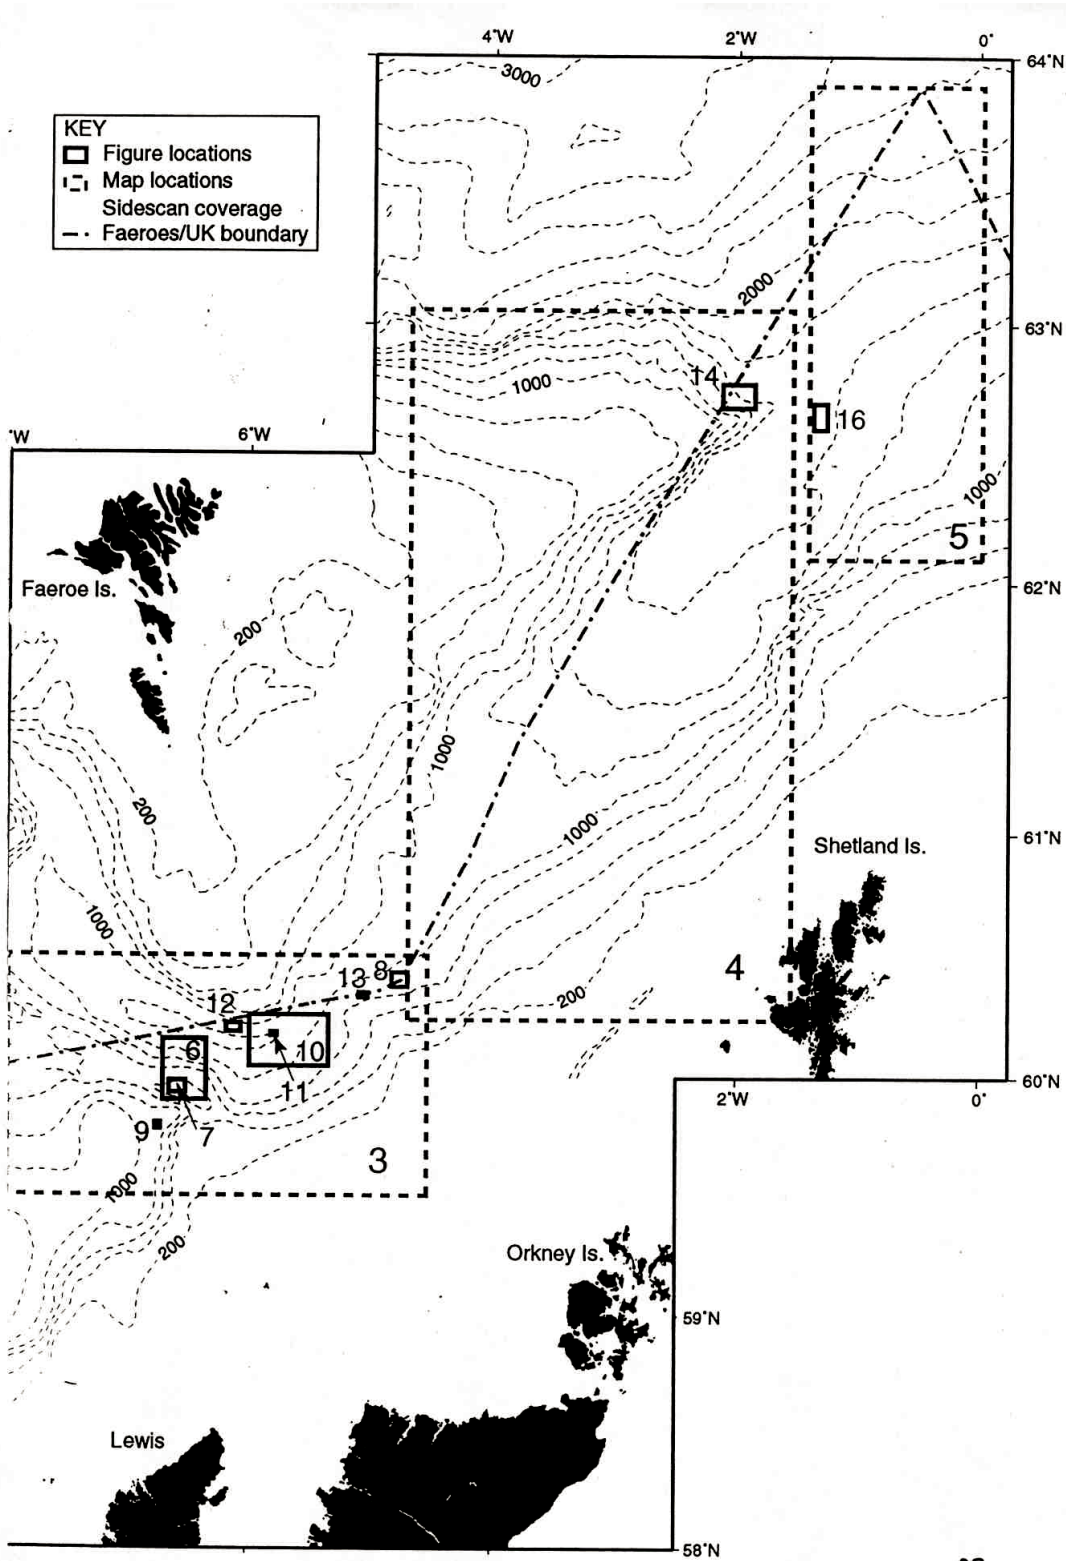 4°W 2°W 0°
64°N
3000
KEY
Figure locations
Map locations
Sidescan coverage
Faeroes/UK boundary
2000
63°N
14
1000
16
°W 6°W
1000
5
Faeroe Is.
62°N
200
1000
200
1000
61°N
Shetland Is.
1000
4
13 8
12
200
6 10
11
60°N
2°W 0°
9 7
3
1000
200
Orkney Is.
59°N
Lewis
58°N